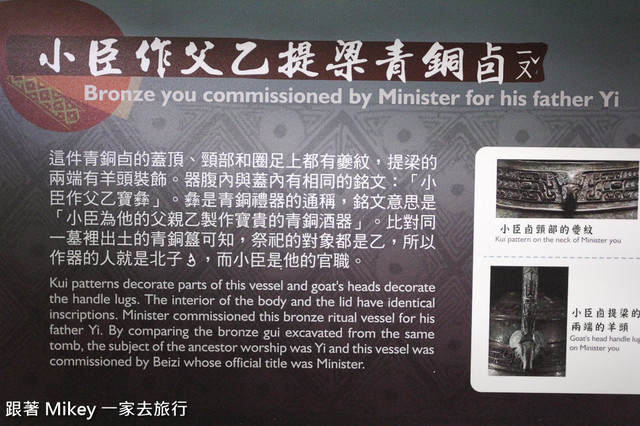 小臣作父乙提梁青銅卣 ㄧㄡˇ
Bronze you commissioned by Minister for his father Yi
這件青銅卣的蓋頂、頸部和圈足上都有夔紋，提梁的
兩端有羊頭裝飾。器腹內與蓋內有相同的銘文：「小
臣作父乙寶彝」。彝是青銅禮器的通稱，銘文意思是
「小臣為他的父親乙製作寶貴的青銅酒器」。比對同
一墓裡出土的青銅簋可知，祭祀的對象都是乙，所以
作器的人就是北子，而小臣是他的官職。
Kui patterns decorate parts of this vessel and goat's heads decorate
the handle lugs. The interior of the body and the lid have identical
inscriptions. Minister commissioned this bronze ritual vessel for his
father Yi. By comparing the bronze gui excavated from the same
tomb, the subject of the ancestor worship was Yi and this vessel was
commissioned by Beizi whose official title was Minister.
小臣卣頸部的夔紋
Kui pattern on the neck of Minister you
小臣卣提梁的
兩端的羊頭
Goat's head handle lug
on Minister you
跟著 Mikey 一家去旅行